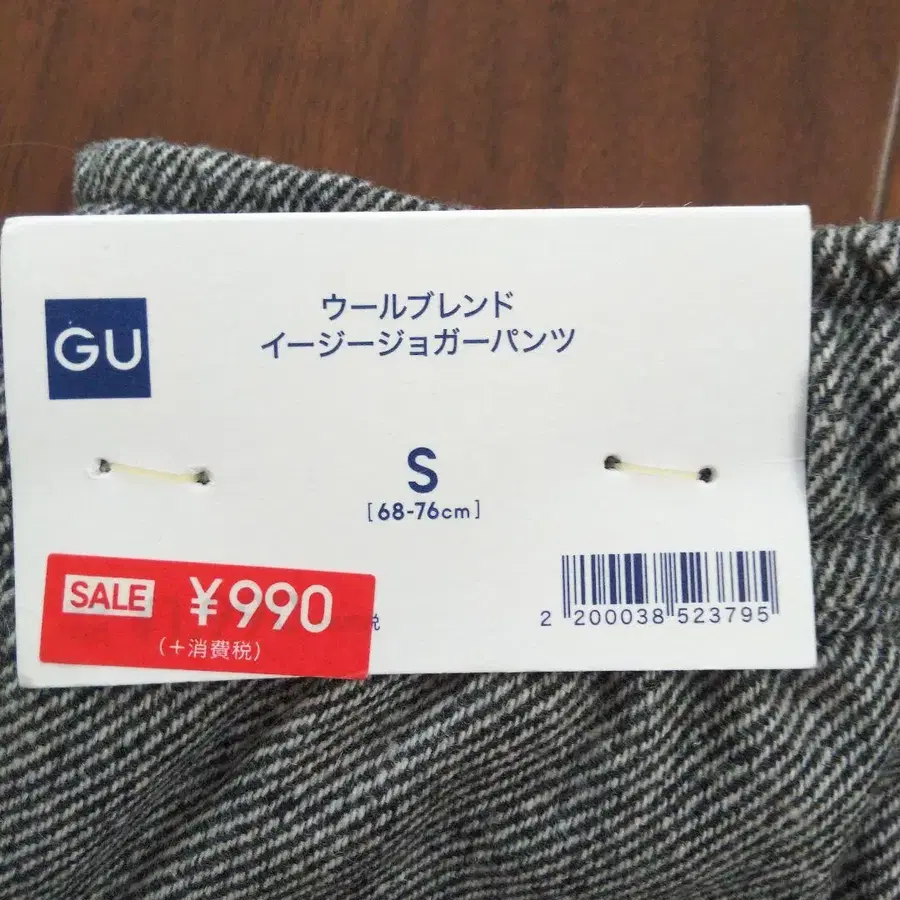 GU
ウールブレンド
イージージョガーパンツ
S
[68-76cm]
SALE ¥990
(+消費税)
税
2 200038 523795